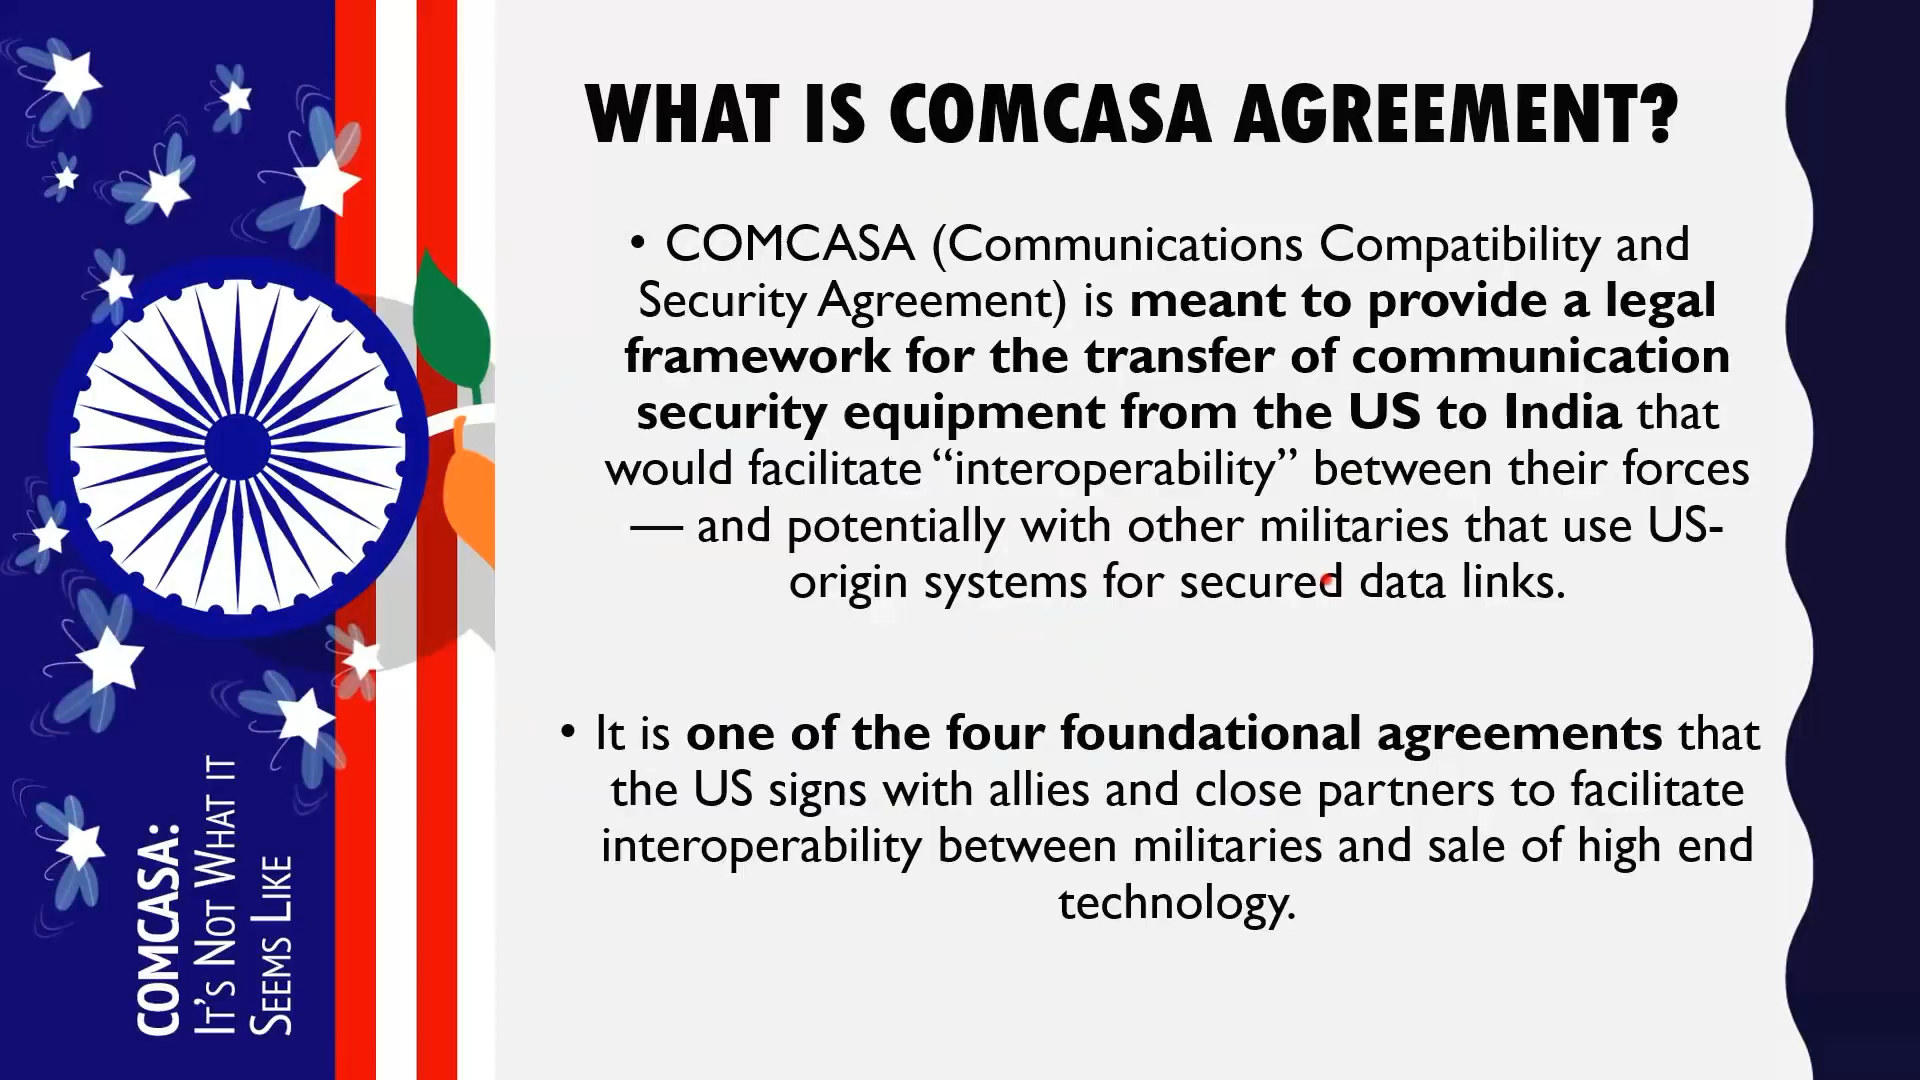 WHAT IS COMCASA AGREEMENT?
• COMCASA (Communications Compatibility and
Security Agreement) is meant to provide a legal
framework for the transfer of communication
security equipment from the US to India that
would facilitate “interoperability” between their forces
— and potentially with other militaries that use US-
origin systems for secured data links.
• It is one of the four foundational agreements that
the US signs with allies and close partners to facilitate
interoperability between militaries and sale of high end
technology.
COMCASA:
IT’S NOT WHAT IT
SEEMS LIKE